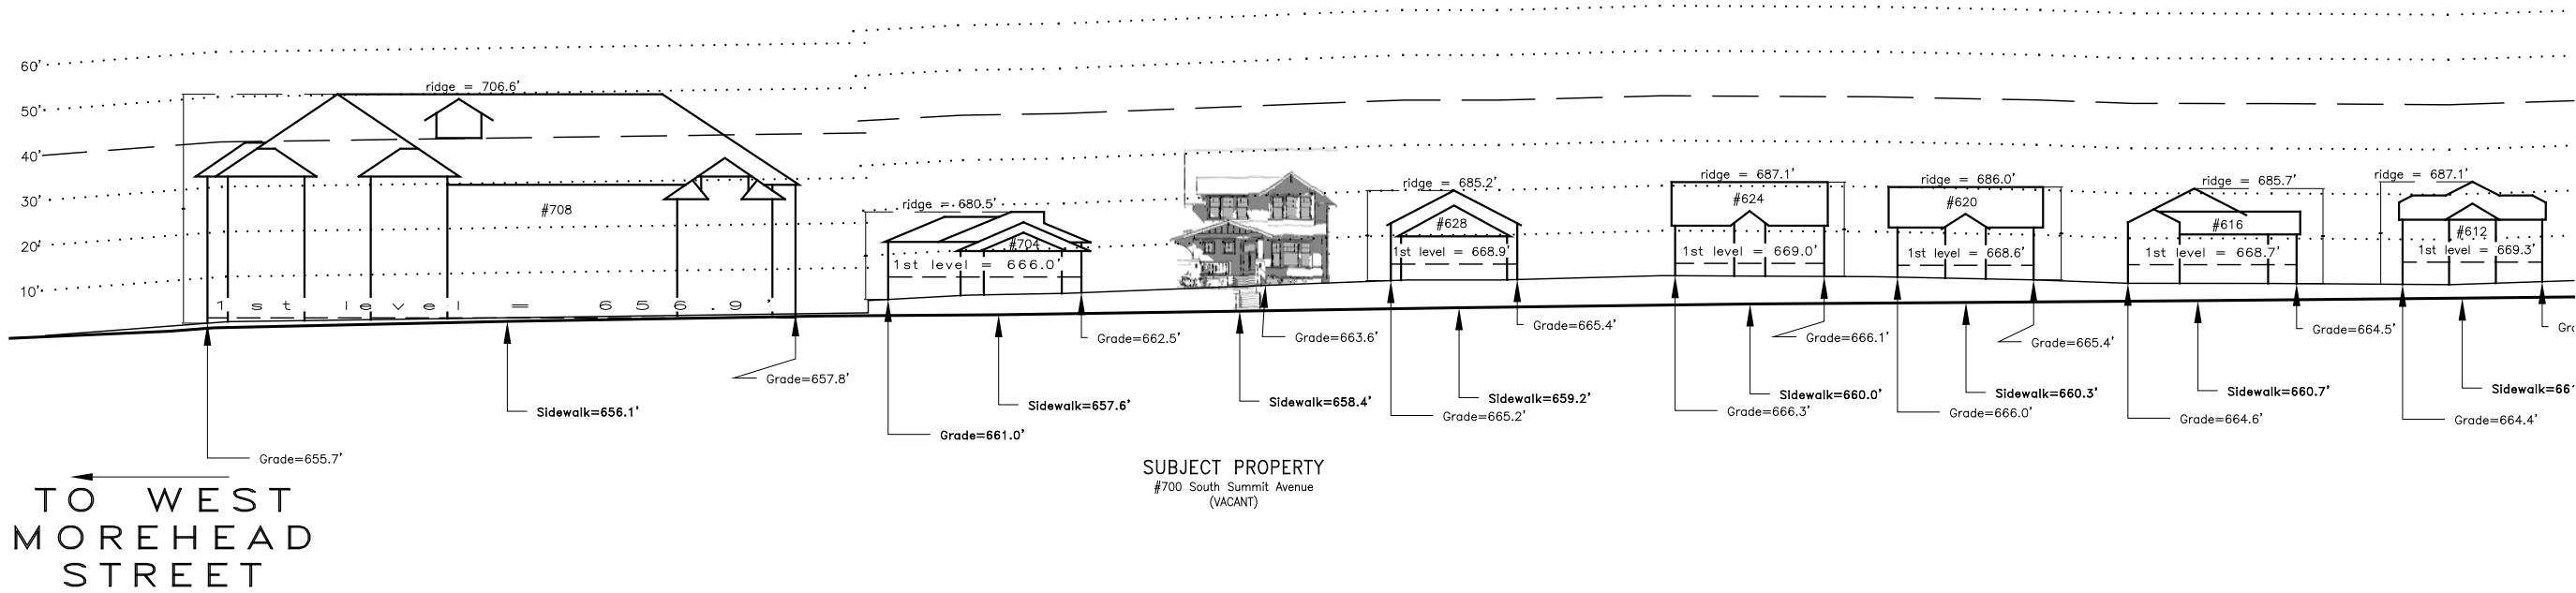 60'
50'
40'
30'
20'
10'
ridge = 706.6'
#708
1st level = 656.9'
ridge = 680.5'
#704
1st level = 666.0'
ridge = 685.2'
#628
1st level = 668.9'
ridge = 687.1'
#624
1st level = 669.0'
ridge = 686.0'
#620
1st level = 668.6'
ridge = 685.7'
#616
1st level = 668.7'
ridge = 687.1'
#612
1st level = 669.3'
Grade=655.7'
Sidewalk=656.1'
Grade=657.8'
Grade=661.0'
Sidewalk=657.6'
Grade=662.5'
Sidewalk=658.4'
Grade=663.6'
Grade=665.2'
Sidewalk=659.2'
Grade=665.4'
Grade=666.3'
Sidewalk=660.0'
Grade=666.1'
Grade=666.0'
Sidewalk=660.3'
Grade=665.4'
Grade=664.6'
Sidewalk=660.7'
Grade=664.5'
Grade=664.4'
TO WEST
MOREHEAD
STREET
SUBJECT PROPERTY
#700 South Summit Avenue
(VACANT)